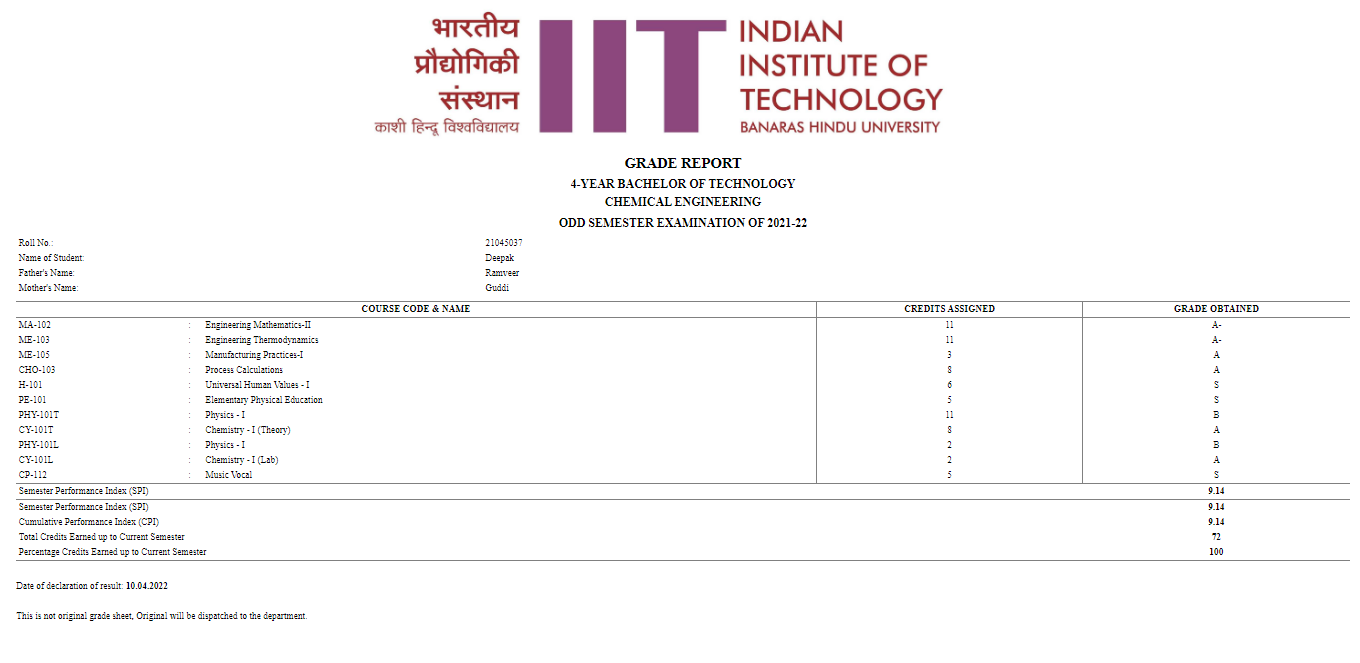 भारतीय
प्रौद्योगिकी
संस्थान
काशी हिन्दू विश्वविद्यालय
IIT
INDIAN
INSTITUTE OF
TECHNOLOGY
BANARAS HINDU UNIVERSITY
GRADE REPORT
4-YEAR BACHELOR OF TECHNOLOGY
CHEMICAL ENGINEERING
ODD SEMESTER EXAMINATION OF 2021-22
Roll No.: 21045037
Name of Student: Deepak
Father's Name: Ramveer
Mother's Name: Guddi
COURSE CODE & NAME CREDITS ASSIGNED GRADE OBTAINED
MA-102 : Engineering Mathematics-II 11 A-
ME-103 : Engineering Thermodynamics 11 A-
ME-105 : Manufacturing Practices-I 3 A
CHO-103 : Process Calculations 8 A
H-101 : Universal Human Values - I 6 S
PE-101 : Elementary Physical Education 5 S
PHY-101T : Physics - I 11 B
CY-101T : Chemistry - I (Theory) 8 A
PHY-101L : Physics - I 2 B
CY-101L : Chemistry - I (Lab) 2 A
CP-112 : Music Vocal 5 S
Semester Performance Index (SPI) 9.14
Semester Performance Index (SPI) 9.14
Cumulative Performance Index (CPI) 9.14
Total Credits Earned up to Current Semester 72
Percentage Credits Earned up to Current Semester 100
Date of declaration of result: 10.04.2022
This is not original grade sheet, Original will be dispatched to the department.